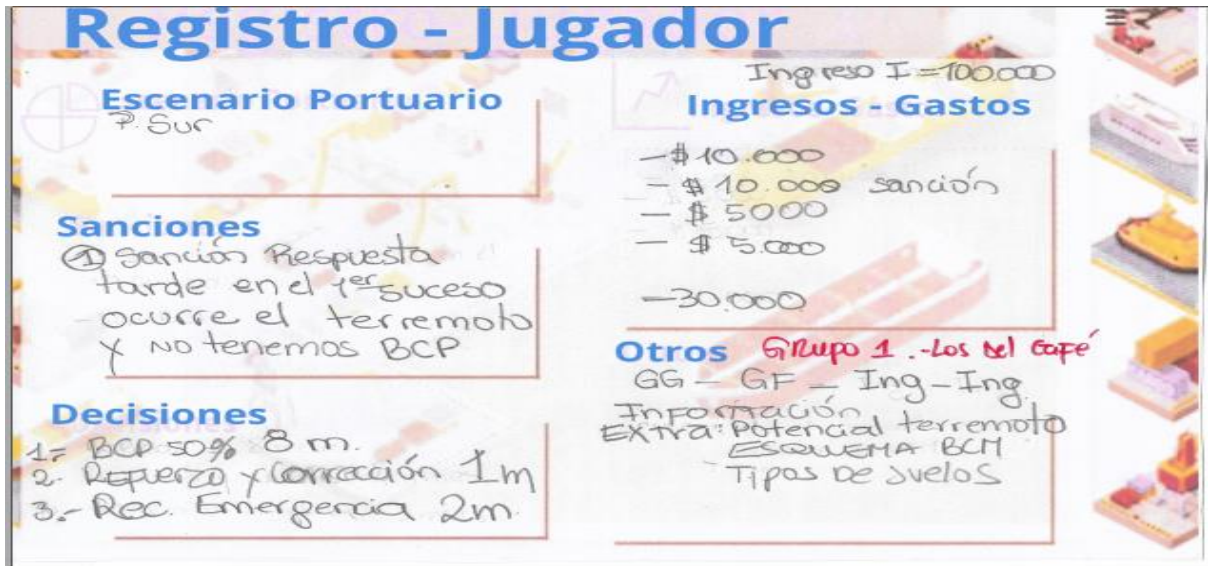 Registro - Jugador
Ingreso I = 100.000
Escenario Portuario
P. Sur
Sanciones
① Sanción Respuesta
tarde en el 1er suceso
ocurre el terremoto
y no tenemos BCP
Decisiones
1.- BCP 50% 8 m.
2. Refuerzo y Corrección 1m
3.- Rec. Emergencia 2m.
Ingresos - Gastos
- $ 10.000
- $ 10.000 sanción
- $ 5000
- $ 5.000
- 30.000
Otros Grupo 1.- Los del Café
GG - GF - Ing - Ing
Información
Extra: Potencial terremoto
ESQUEMA BCM
Tipos de suelos